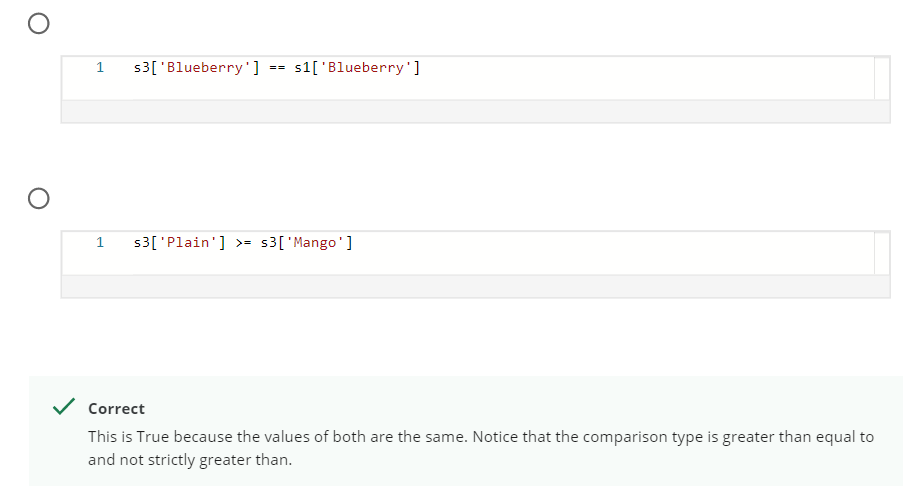 1 s3['Blueberry'] == s1['Blueberry']
1 s3['Plain'] >= s3['Mango']
Correct
This is True because the values of both are the same. Notice that the comparison type is greater than equal to
and not strictly greater than.